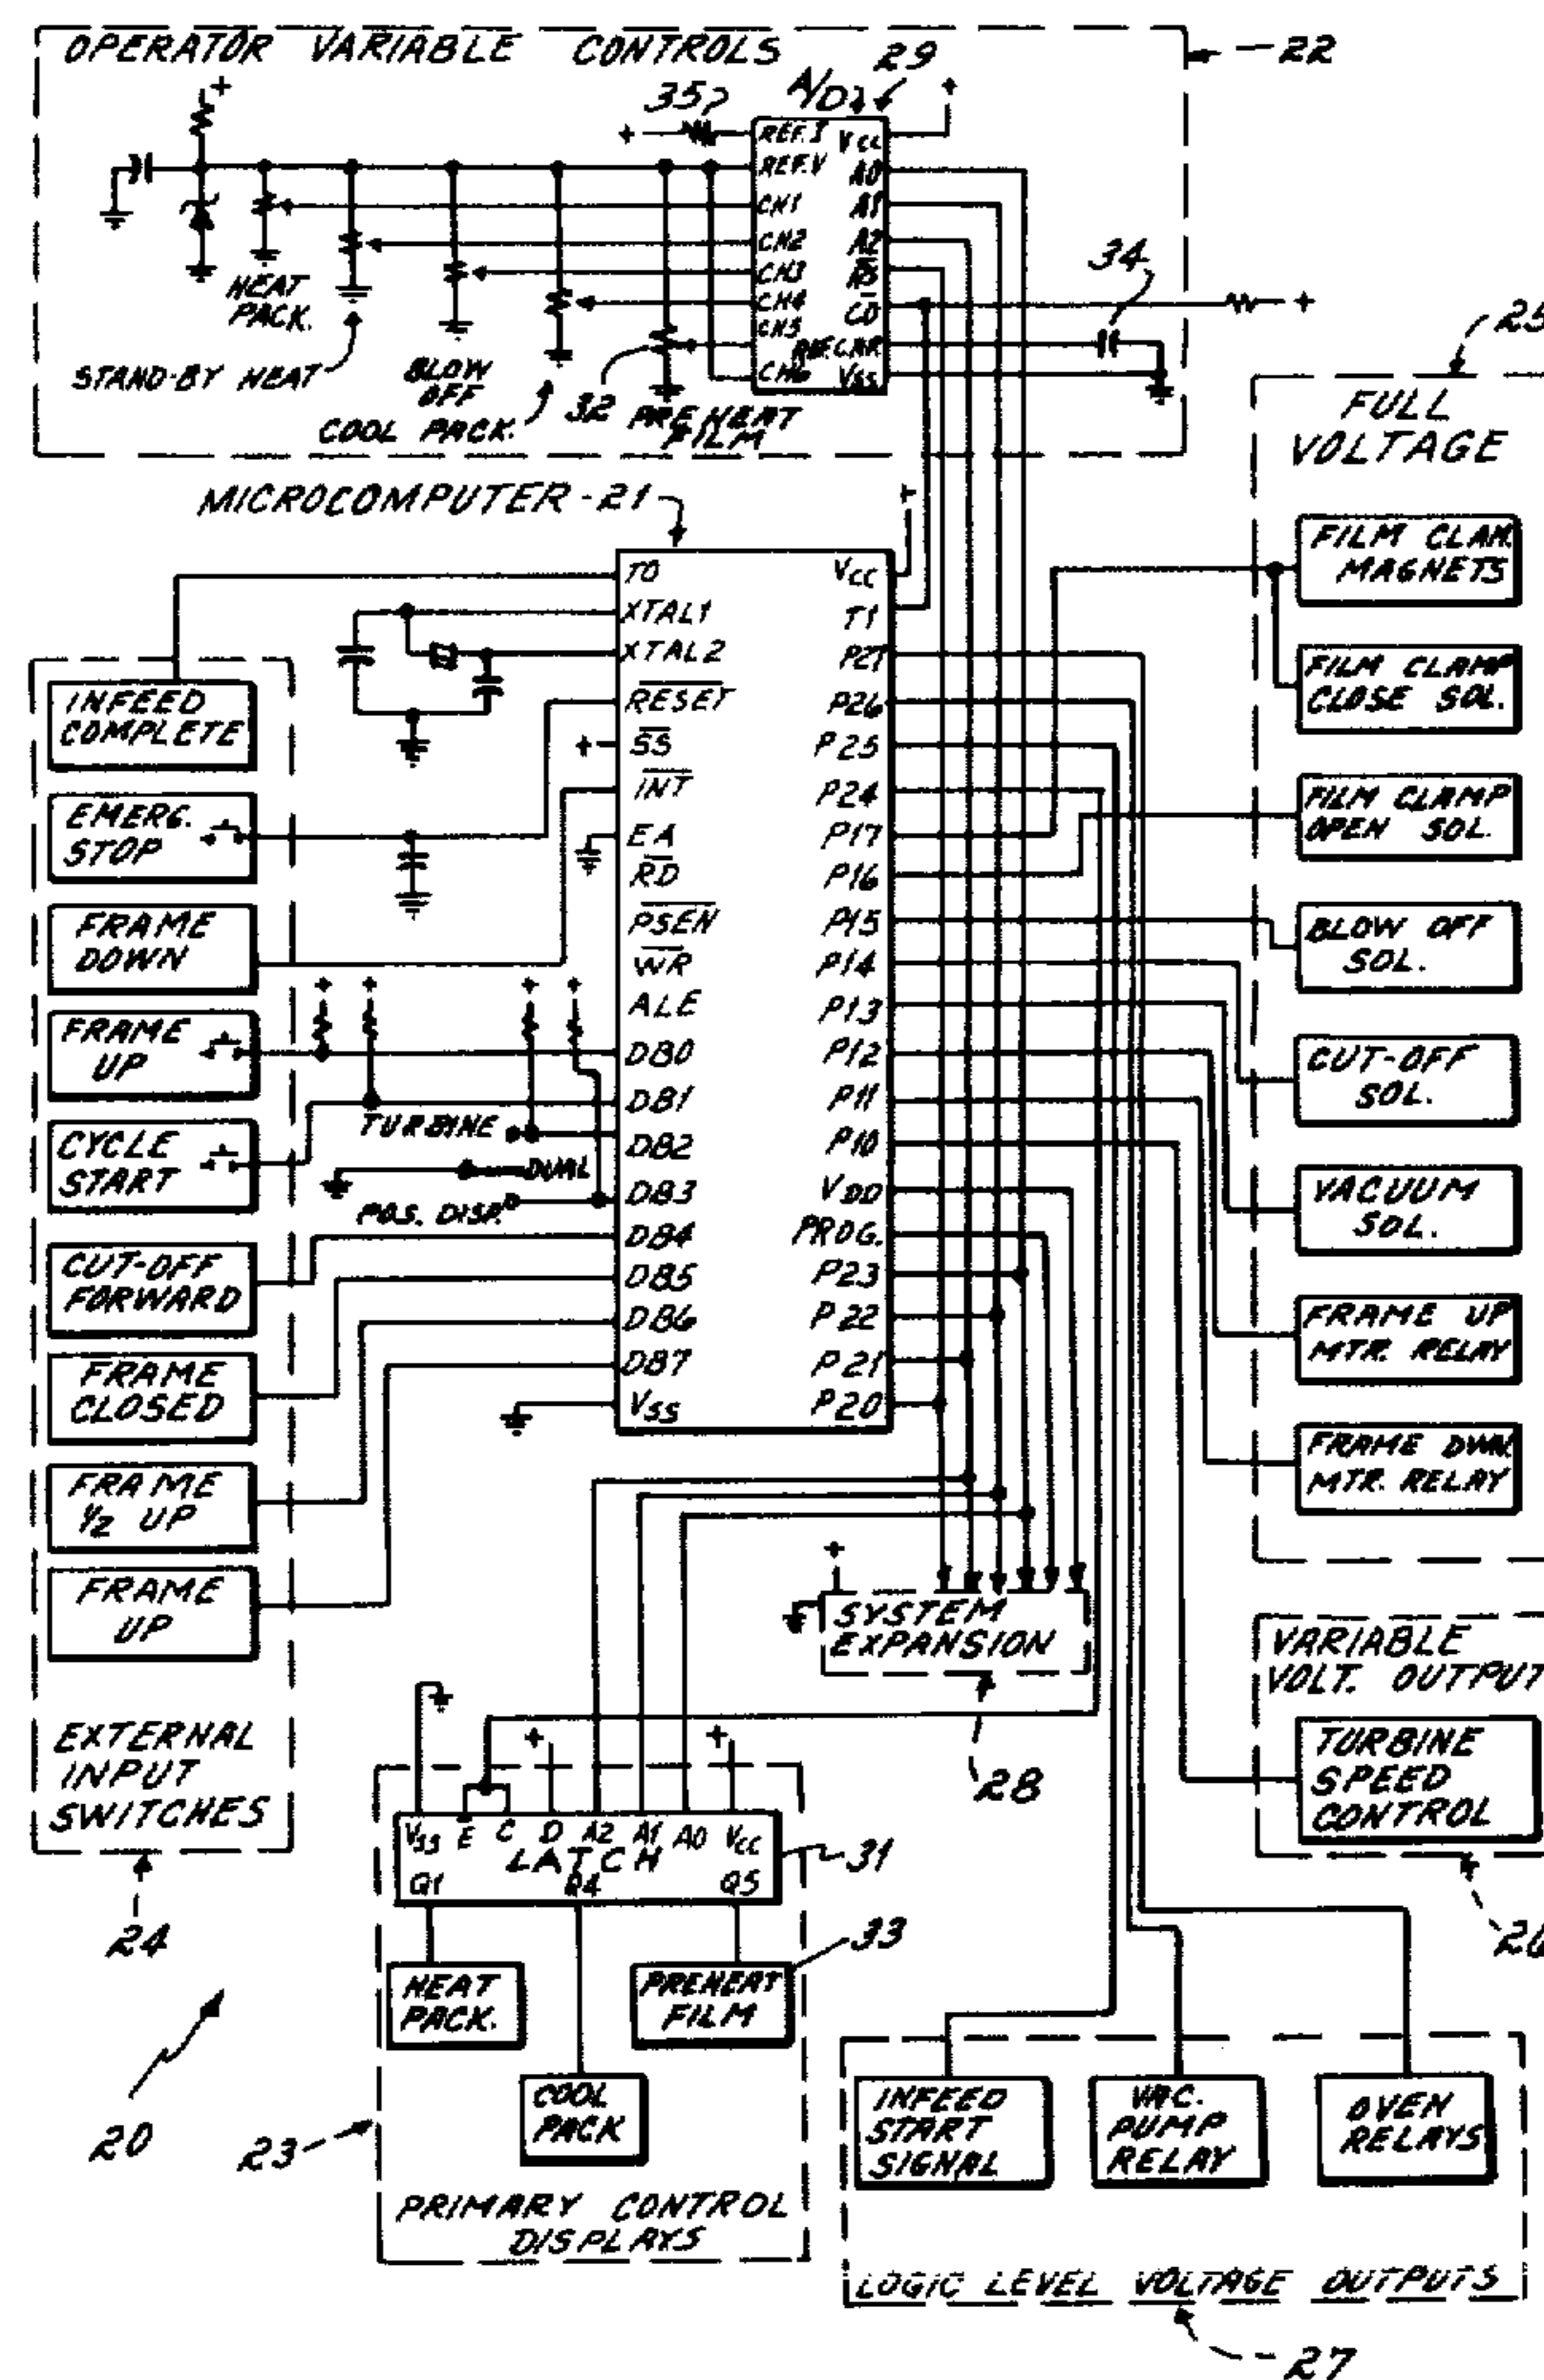 OPERATOR VARIABLE CONTROLS
22
35
A/D
29
+
+
+
REF.I
VCC
REF.V
A0
CH1
A1
CH2
A2
CH3
CH4
CD
CH5
REF.CAP
CH6
VSS
34
+
HEAT
PACK.
STAND-BY HEAT
BLOW
OFF
COOL PACK.
32
PREHEAT
FILM
MICROCOMPUTER - 21
+
T0
VCC
XTAL1
T1
XTAL2
P27
RESET
P26
+ SS
P25
INT
P24
EA
P17
RD
P16
PSEN
P15
WR
P14
ALE
P13
DB0
P12
DB1
P11
DB2
P10
DB3
VDD
DB4
PROG.
DB5
P23
DB6
P22
DB7
P21
VSS
P20
+ + + +
TURBINE
DUAL
POS. DISP.
INFEED
COMPLETE
EMERG.
STOP
FRAME
DOWN
FRAME
UP
CYCLE
START
CUT-OFF
FORWARD
FRAME
CLOSED
FRAME
1/2 UP
FRAME
UP
EXTERNAL
INPUT
SWITCHES
24
20
25
FULL
VOLTAGE
FILM CLAM.
MAGNETS
FILM CLAMP
CLOSE SOL.
FILM CLAMP
OPEN SOL.
BLOW OFF
SOL.
CUT-OFF
SOL.
VACUUM
SOL.
FRAME UP
MTR. RELAY
FRAME DWN.
MTR. RELAY
+
SYSTEM
EXPANSION
28
VARIABLE
VOLT. OUTPUT
TURBINE
SPEED
CONTROL
26
+ +
VSS E C D A2 A1 A0 VCC
LATCH
Q1 Q4 Q5
31
33
HEAT
PACK.
PREHEAT
FILM
COOL
PACK
23
PRIMARY CONTROL
DISPLAYS
INFEED
START
SIGNAL
VAC.
PUMP
RELAY
OVEN
RELAYS
LOGIC LEVEL VOLTAGE OUTPUTS
27